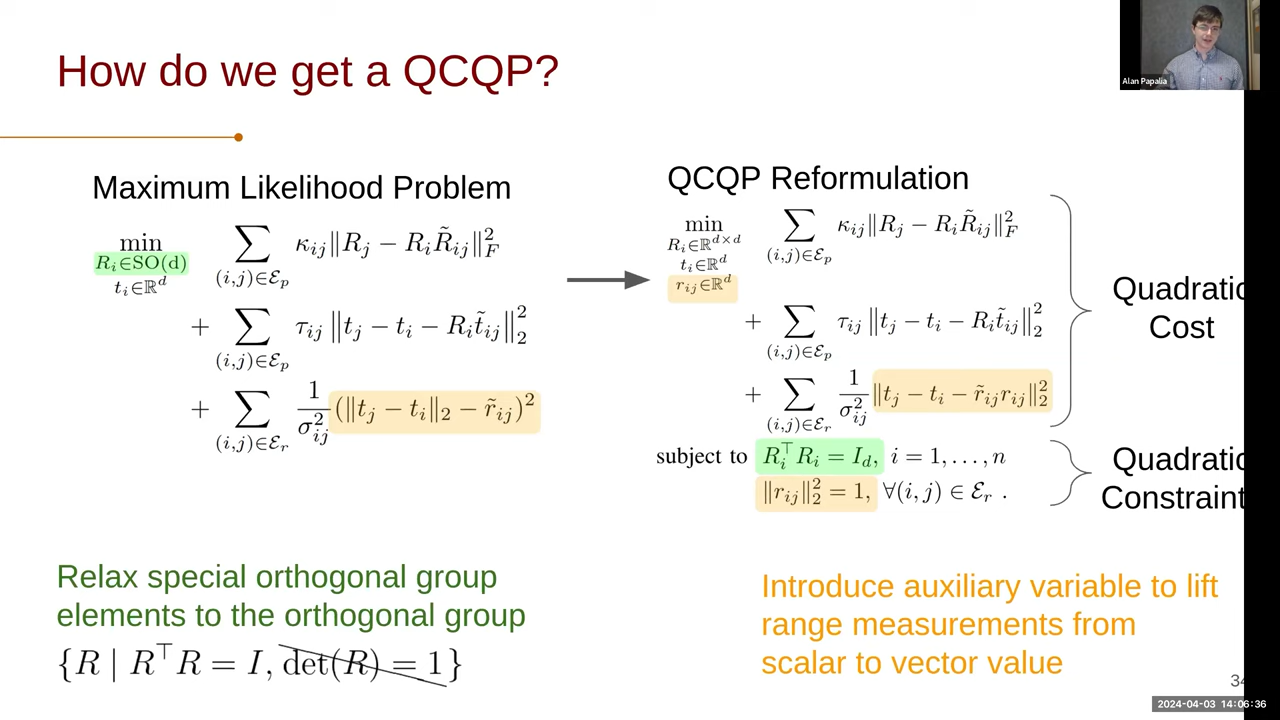 Alan Papalia
How do we get a QCQP?
Maximum Likelihood Problem
min
R_i∈SO(d)
t_i∈ℝ^d
∑_{(i,j)∈ℰ_p} κ_ij‖R_j − R_i R̃_ij‖²_F
+ ∑_{(i,j)∈ℰ_p} τ_ij ‖t_j − t_i − R_i t̃_ij‖²_2
+ ∑_{(i,j)∈ℰ_r} 1/σ²_ij (‖t_j − t_i‖_2 − r̃_ij)²
QCQP Reformulation
min
R_i∈ℝ^{d×d}
t_i∈ℝ^d
r_ij∈ℝ^d
∑_{(i,j)∈ℰ_p} κ_ij‖R_j − R_i R̃_ij‖²_F
+ ∑_{(i,j)∈ℰ_p} τ_ij ‖t_j − t_i − R_i t̃_ij‖²_2
+ ∑_{(i,j)∈ℰ_r} 1/σ²_ij ‖t_j − t_i − r̃_ij r_ij‖²_2
subject to R_i^⊤ R_i = I_d, i = 1, . . . , n
‖r_ij‖²_2 = 1, ∀(i, j) ∈ ℰ_r .
Quadratic
Cost
Quadratic
Constraint
Relax special orthogonal group
elements to the orthogonal group
{R | R^⊤ R = I, det(R) = 1}
Introduce auxiliary variable to lift
range measurements from
scalar to vector value
2024-04-03 14:06:36